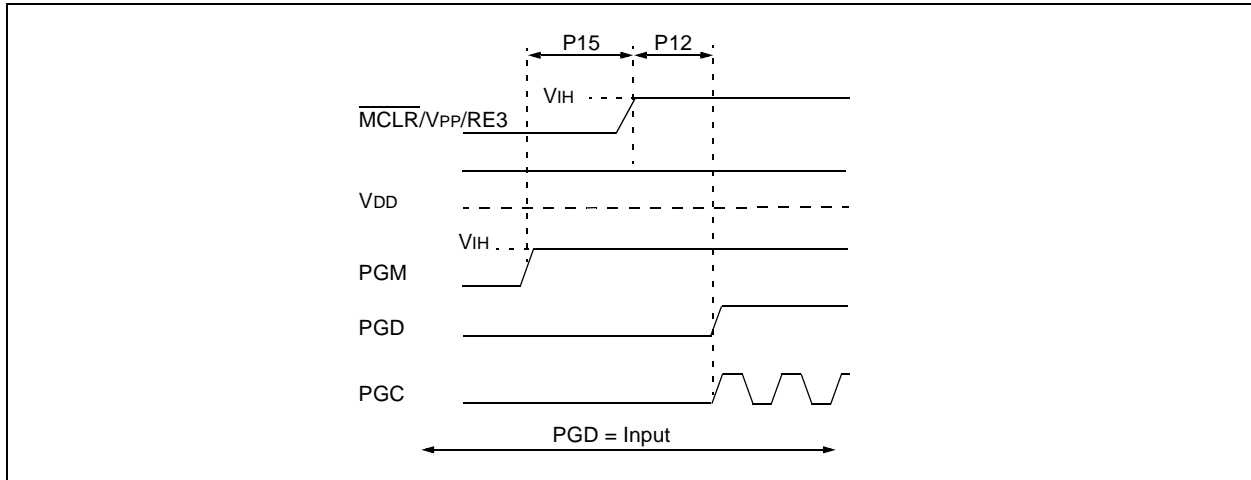 P15 P12
VIH
MCLR/VPP/RE3
VDD
VIH
PGM
PGD
PGC
PGD = Input